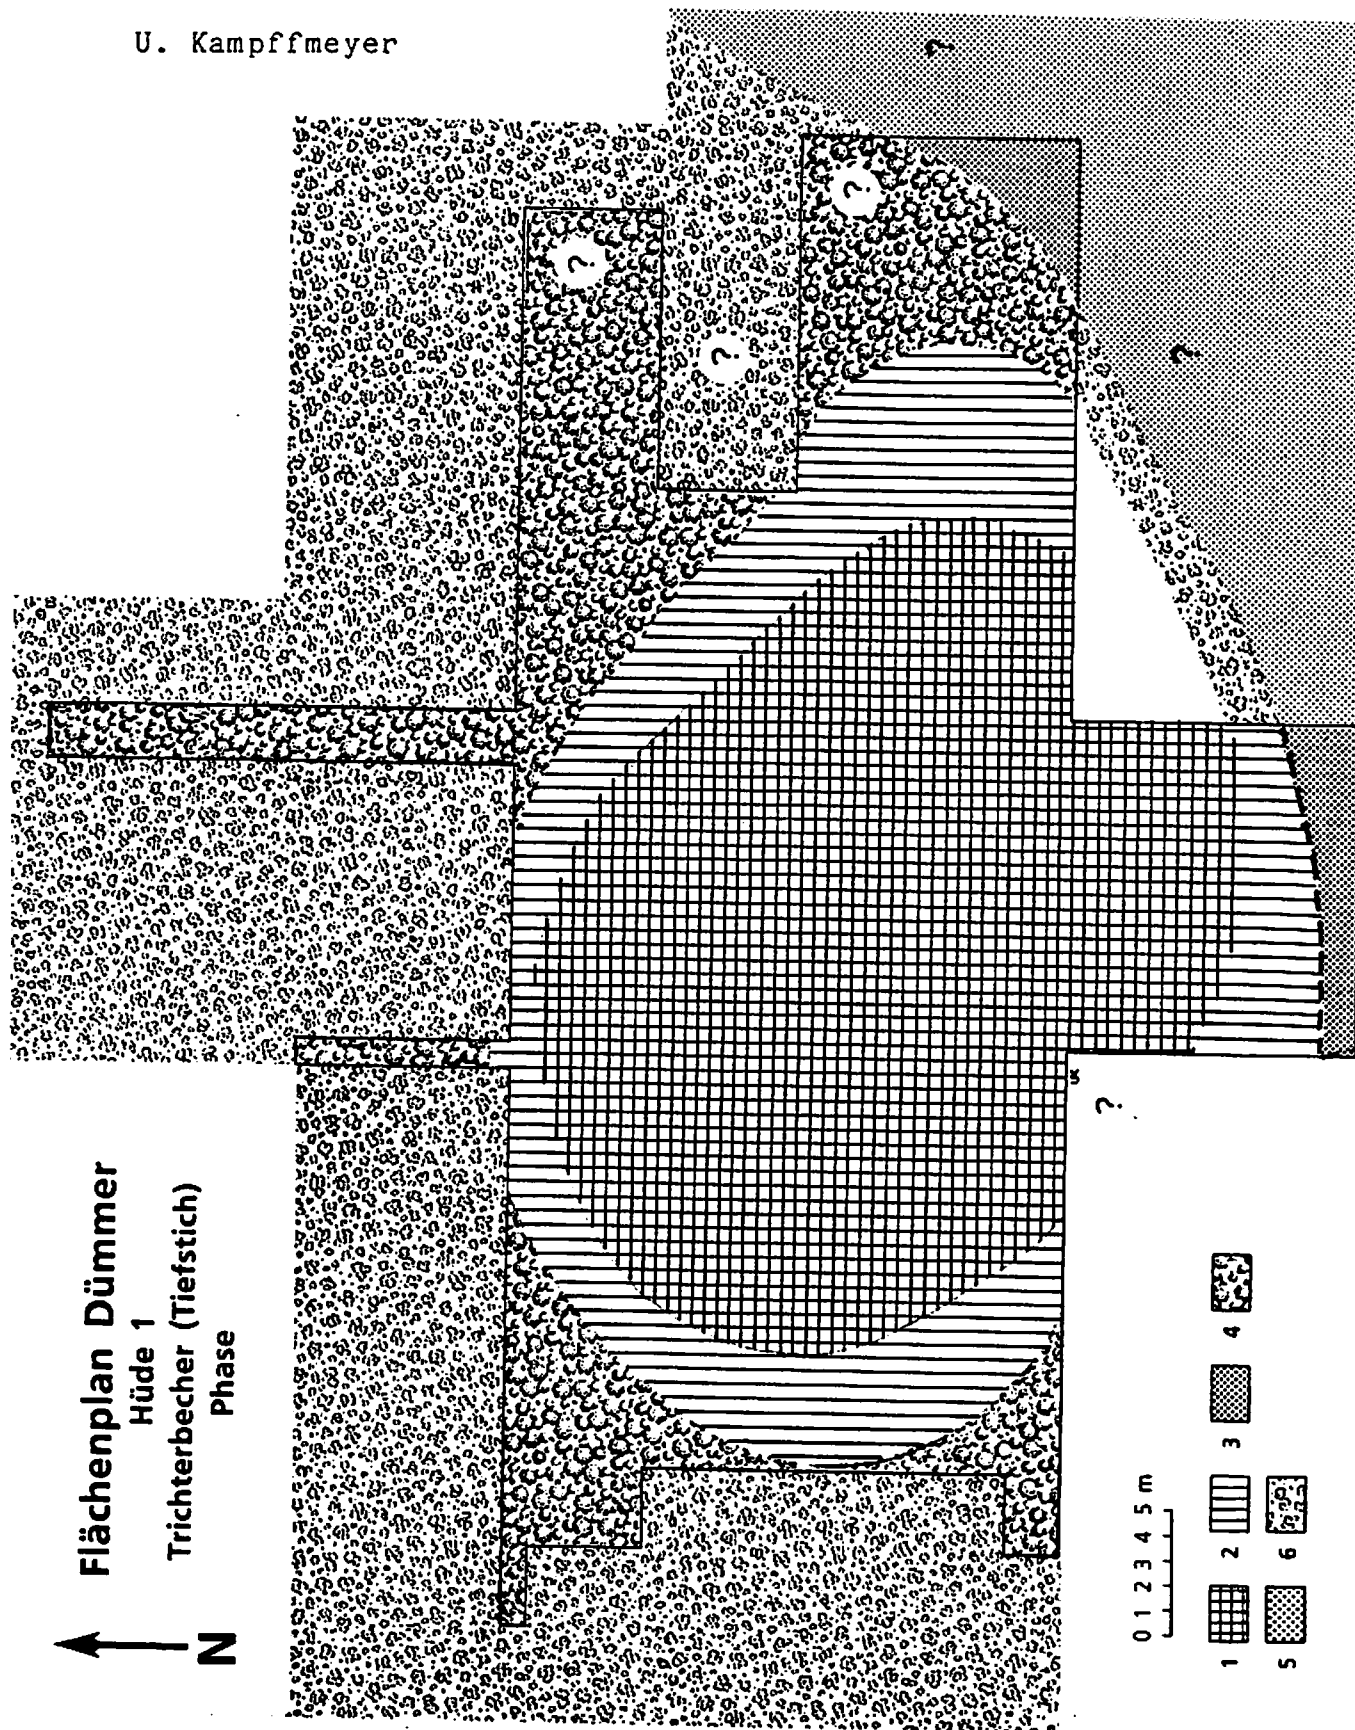 U. Kampffmeyer
Flächenplan Dümmer
Hüde 1
Trichterbecher (Tiefstich)
Phase
N
?
?
?
?
?
?
UK
0 1 2 3 4 5 m
1 2 3 4
5 6